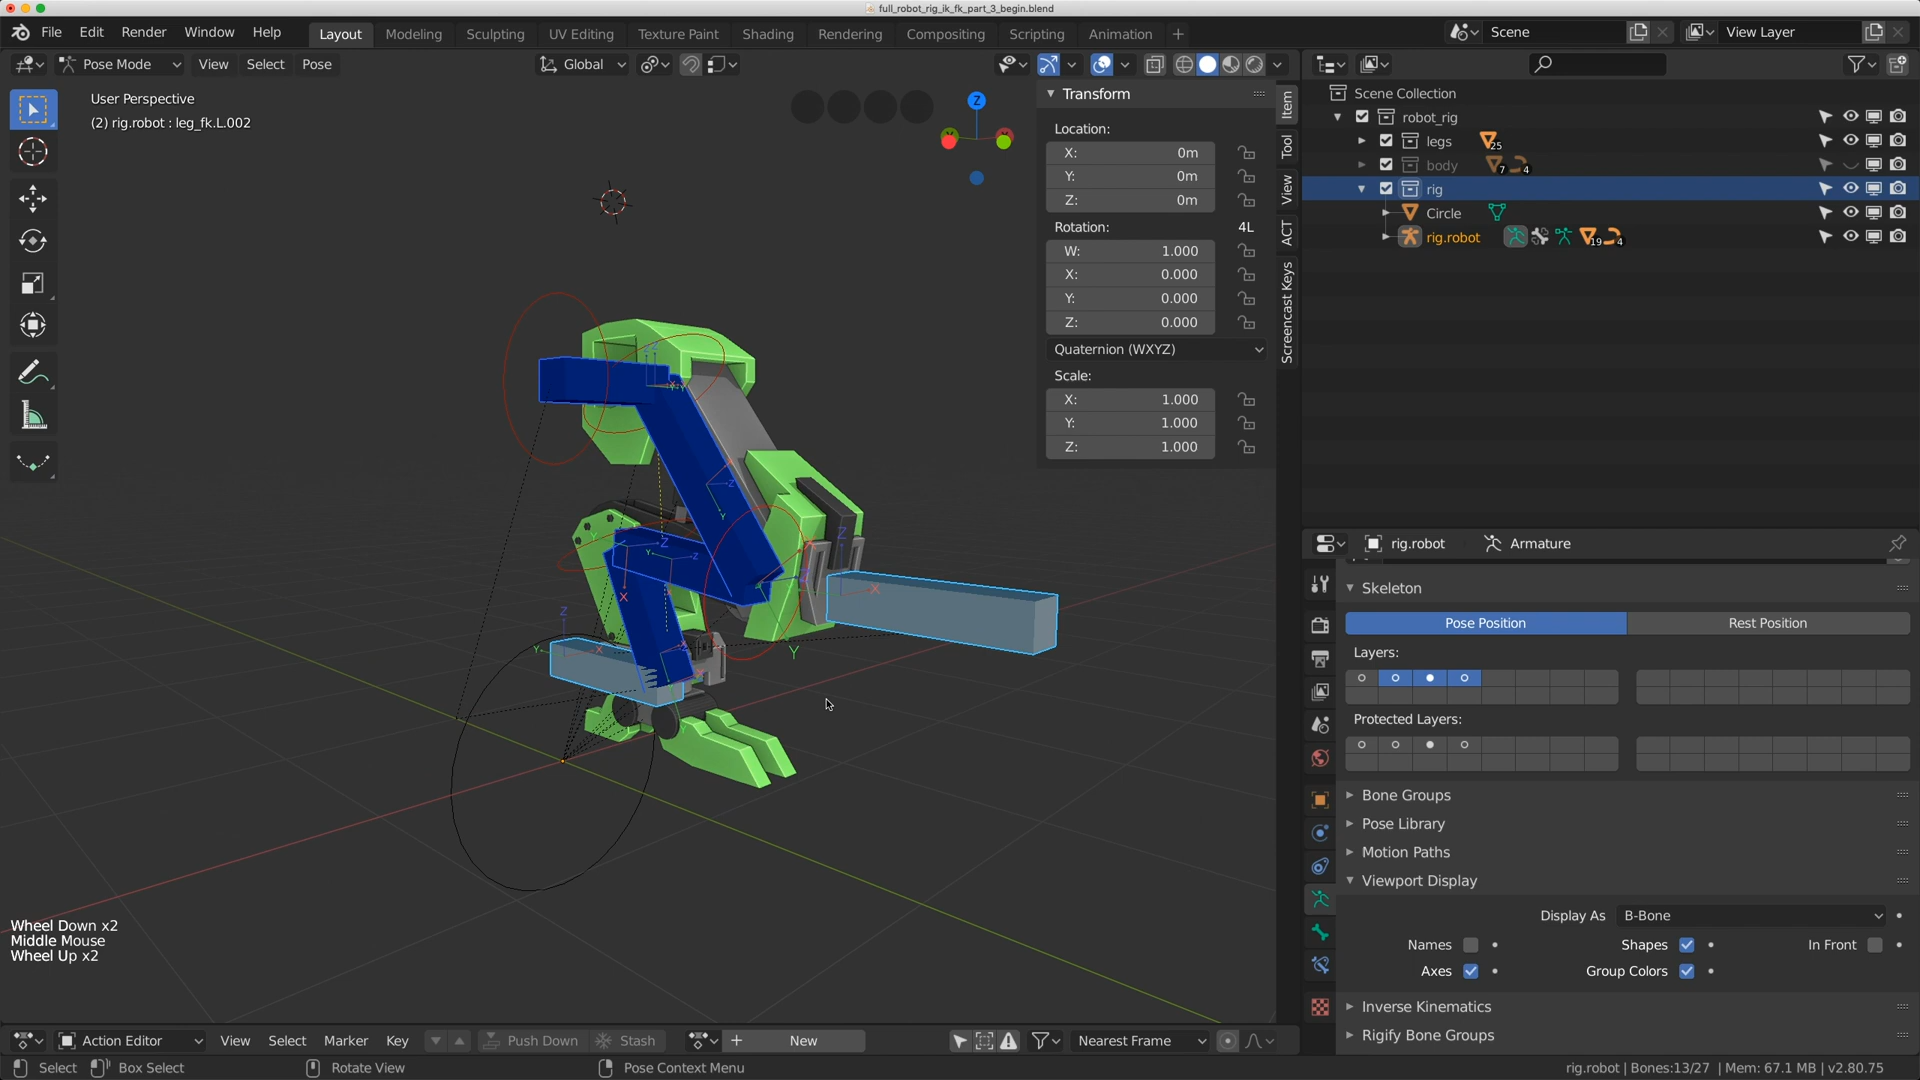 full_robot_rig_ik_fk_part_3_begin.blend
File Edit Render Window Help
Layout Modeling Sculpting UV Editing Texture Paint Shading Rendering Compositing Scripting Animation +
Scene
View Layer
Pose Mode View Select Pose
Global
User Perspective
(2) rig.robot : leg_fk.L.002
Z
Transform
Location:
X: 0m
Y: 0m
Z: 0m
Rotation: 4L
W: 1.000
X: 0.000
Y: 0.000
Z: 0.000
Quaternion (WXYZ)
Scale:
X: 1.000
Y: 1.000
Z: 1.000
Item
Tool
View
ACT
Screencast Keys
Scene Collection
robot_rig
legs 25
body 7 4
rig
Circle
rig.robot 19 4
rig.robot Armature
Skeleton
Pose Position Rest Position
Layers:
Protected Layers:
Bone Groups
Pose Library
Motion Paths
Viewport Display
Display As B-Bone
Names Shapes In Front
Axes Group Colors
Inverse Kinematics
Rigify Bone Groups
Wheel Down x2
Middle Mouse
Wheel Up x2
Action Editor View Select Marker Key Push Down Stash + New Nearest Frame
Select Box Select Rotate View Pose Context Menu
rig.robot | Bones:13/27 | Mem: 67.1 MB | v2.80.75